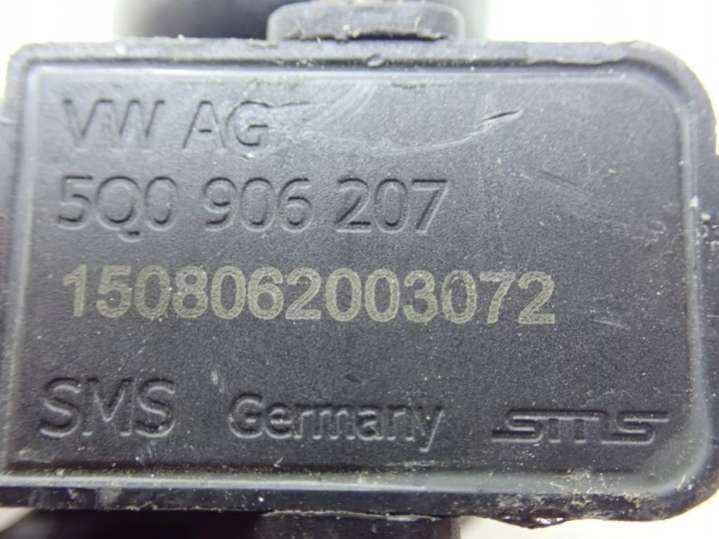 VW AG
5Q0 906 207
1508062003072
SMS Germany SMS